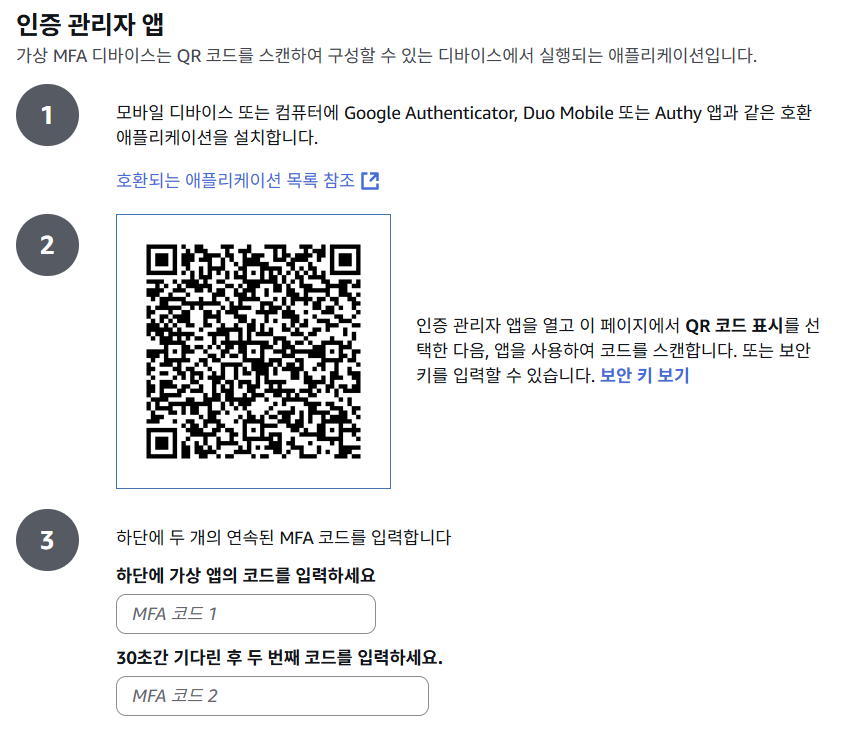 인증 관리자 앱
가상 MFA 디바이스는 QR 코드를 스캔하여 구성할 수 있는 디바이스에서 실행되는 애플리케이션입니다.
1
모바일 디바이스 또는 컴퓨터에 Google Authenticator, Duo Mobile 또는 Authy 앱과 같은 호환
애플리케이션을 설치합니다.
호환되는 애플리케이션 목록 참조
2
인증 관리자 앱을 열고 이 페이지에서 QR 코드 표시를 선
택한 다음, 앱을 사용하여 코드를 스캔합니다. 또는 보안
키를 입력할 수 있습니다. 보안 키 보기
3
하단에 두 개의 연속된 MFA 코드를 입력합니다
하단에 가상 앱의 코드를 입력하세요
MFA 코드 1
30초간 기다린 후 두 번째 코드를 입력하세요.
MFA 코드 2